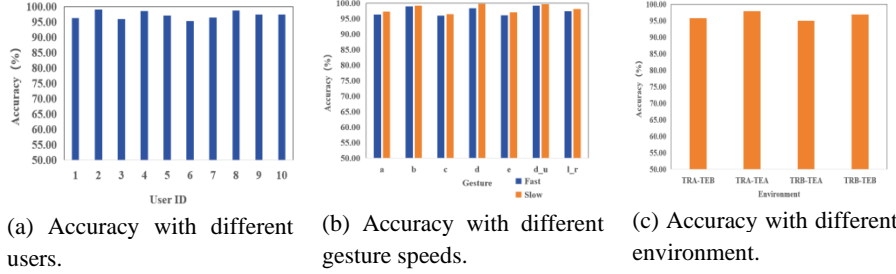 100.00
95.00
90.00
85.00
80.00
75.00
70.00
65.00
60.00
55.00
50.00
Accuracy (%)
1 2 3 4 5 6 7 8 9 10
User ID
(a) Accuracy with different
users.
100.00
95.00
90.00
85.00
80.00
75.00
70.00
65.00
60.00
55.00
50.00
Accuracy (%)
a b c d e d_u l_r
Gesture
Fast
Slow
(b) Accuracy with different
gesture speeds.
100.00
95.00
90.00
85.00
80.00
75.00
70.00
65.00
60.00
55.00
50.00
Accuracy (%)
TRA-TEB TRA-TEA TRB-TEA TRB-TEB
Environment
(c) Accuracy with different
environment.